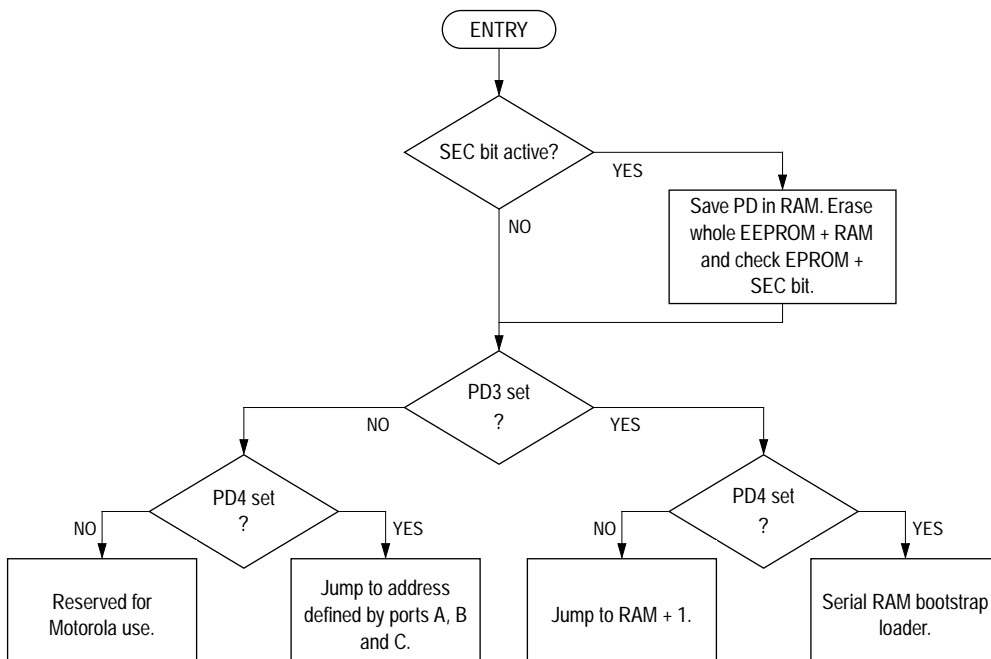 ENTRY
SEC bit active?
YES
NO
Save PD in RAM. Erase
whole EEPROM + RAM
and check EPROM +
SEC bit.
PD3 set
?
NO
YES
PD4 set
?
NO
YES
PD4 set
?
NO
YES
Reserved for
Motorola use.
Jump to address
defined by ports A, B
and C.
Jump to RAM + 1.
Serial RAM bootstrap
loader.